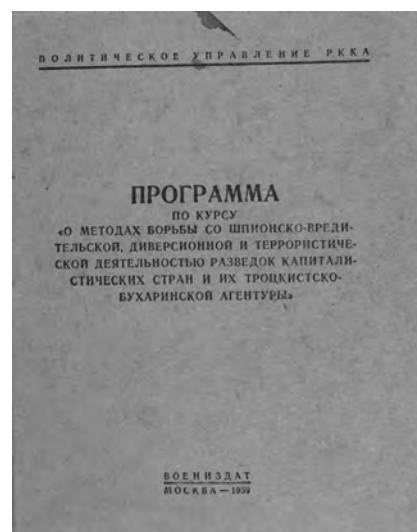 ПОЛИТИЧЕСКОЕ УПРАВЛЕНИЕ РККА
ПРОГРАММА
ПО КУРСУ
«О МЕТОДАХ БОРЬБЫ СО ШПИОНСКО-ВРЕДИ-
ТЕЛЬСКОЙ, ДИВЕРСИОННОЙ И ТЕРРОРИСТИЧЕ-
СКОЙ ДЕЯТЕЛЬНОСТЬЮ РАЗВЕДОК КАПИТАЛИ-
СТИЧЕСКИХ СТРАН И ИХ ТРОЦКИСТСКО-
БУХАРИНСКОЙ АГЕНТУРЫ»
ВОЕНИЗДАТ
МОСКВА — 1939